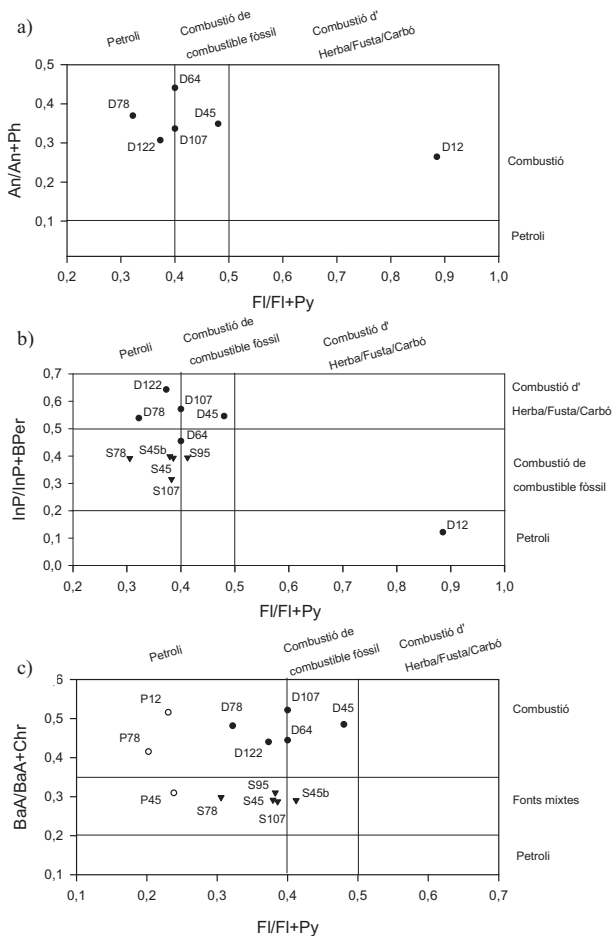 a)
Petroli
Combustió de
combustible fòssil
Combustió d'
Herba/Fusta/Carbó
An/An+Ph
0,5
0,4
0,3
0,2
0,1
D64
D78
D45
D122
D107
D12
Combustió
Petroli
0,2 0,3 0,4 0,5 0,6 0,7 0,8 0,9 1,0
Fl/Fl+Py
b)
Petroli
Combustió de
combustible fòssil
Combustió d'
Herba/Fusta/Carbó
InP/InP+BPer
0,7
0,6
0,5
0,4
0,3
0,2
0,1
0,0
D122
D107
D78
D45
D64
S78
S45b
S95
S45
S107
D12
Combustió d'
Herba/Fusta/Carbó
Combustió de
combustible fòssil
Petroli
0,2 0,3 0,4 0,5 0,6 0,7 0,8 0,9 1,0
Fl/Fl+Py
c)
Petroli
Combustió de
combustible fòssil
Combustió d'
Herba/Fusta/Carbó
BaA/BaA+Chr
,6
0,5
0,4
0,3
0,2
0,1
P12
D78
D107
D45
P78
D122
D64
P45
S95
S78
S45
S45b
S107
Combustió
Fonts mixtes
Petroli
0,1 0,2 0,3 0,4 0,5 0,6 0,7
Fl/Fl+Py